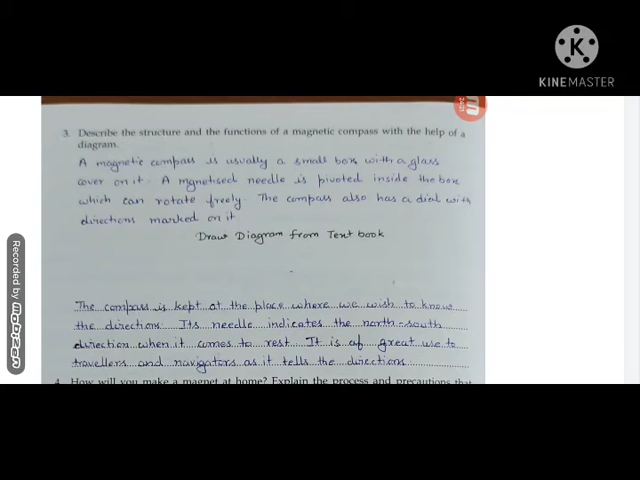 KINEMASTER
3. Describe the structure and the functions of a magnetic compass with the help of a
diagram.
A magnetic compass is usually a small box with a glass
cover on it. A mgnetised needle is pivoted inside the box
which can rotate freely. The compass also has a dial with
directions marked on it
Draw Diagram from Text book
The compass is kept at the place where we wish to know
the directions. Its needle indicates the north-south
direction when it comes to rest. It is of great use to
travellers and navigators as it tells the directions
4. How will you make a magnet at home? Explain the process and precautions that
Recorded by
MOBIZEN